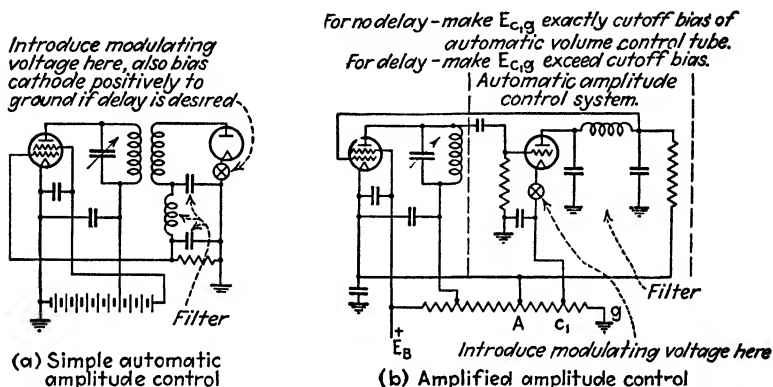 Introduce modulating
voltage here, also bias
cathode positively to
ground if delay is desired
Filter
(a) Simple automatic
amplitude control
For no delay-make Ec1g exactly cutoff bias of
automatic volume control tube.
For delay-make Ec1g exceed cutoff bias.
Automatic amplitude
control system.
Filter
A
c1
g
+
EB
Introduce modulating voltage here
(b) Amplified amplitude control